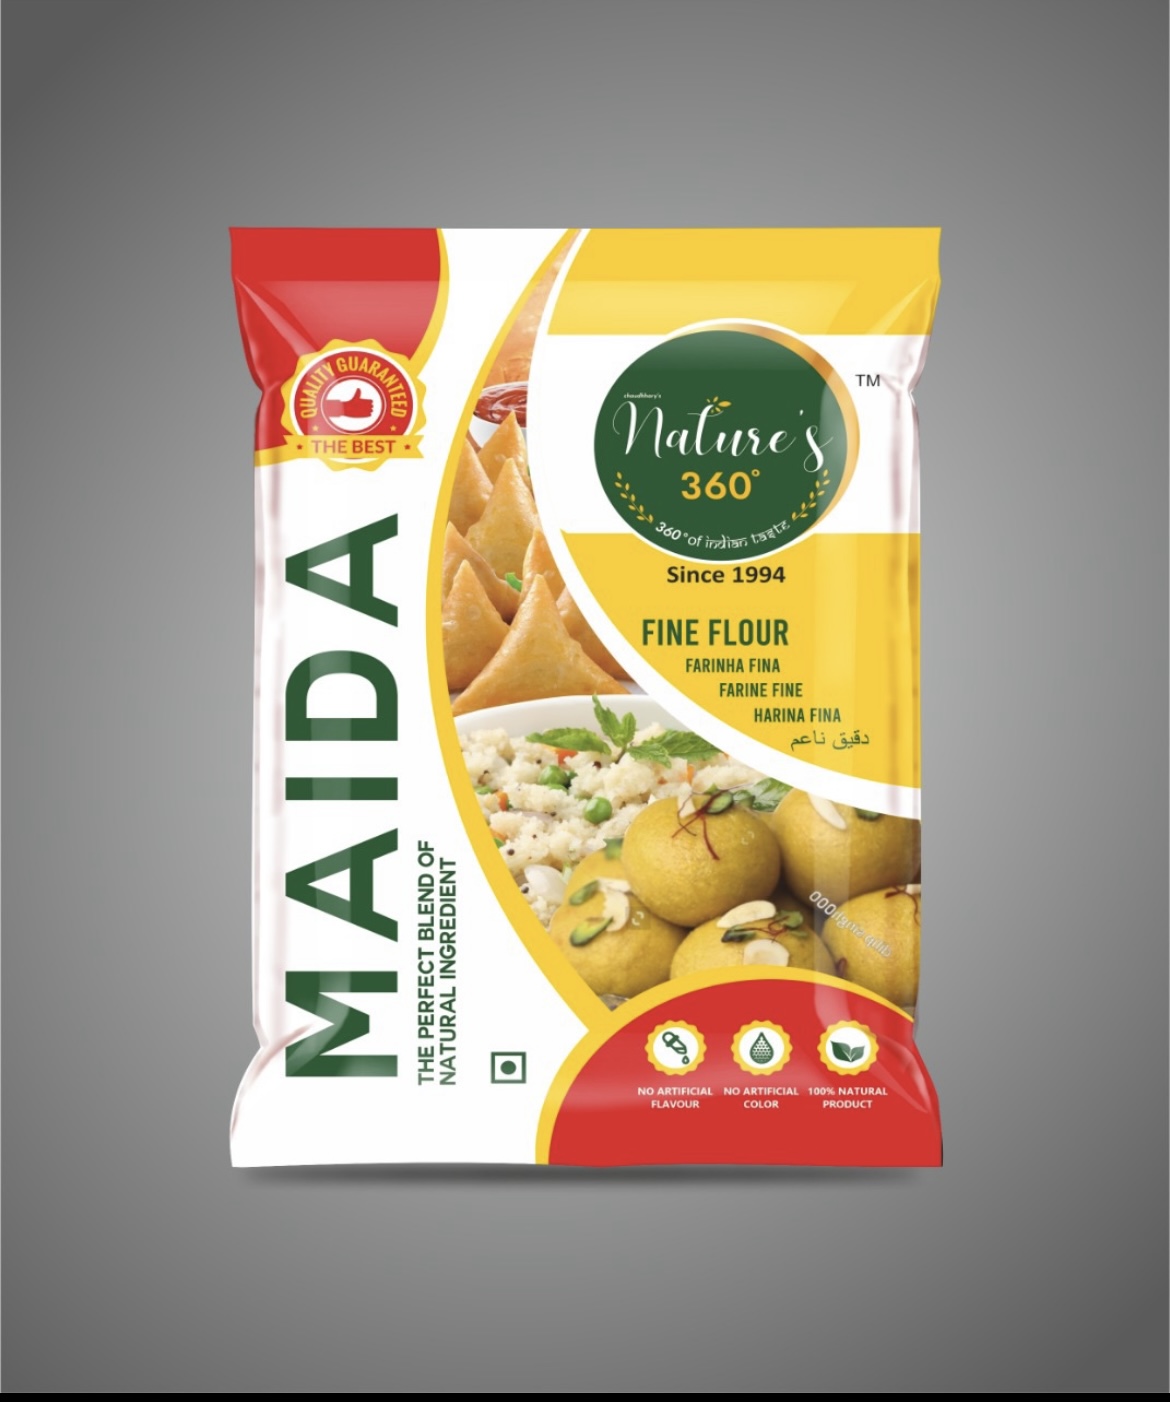 QUALITY GUARANTEED
THE BEST
MAIDA
THE PERFECT BLEND OF
NATURAL INGREDIENT
TM
chaudhary's
Nature's
360°
360° of indian taste
Since 1994
FINE FLOUR
FARINHA FINA
FARINE FINE
HARINA FINA
دقيق ناعم
NO ARTIFICIAL
FLAVOUR
NO ARTIFICIAL
COLOR
100% NATURAL
PRODUCT